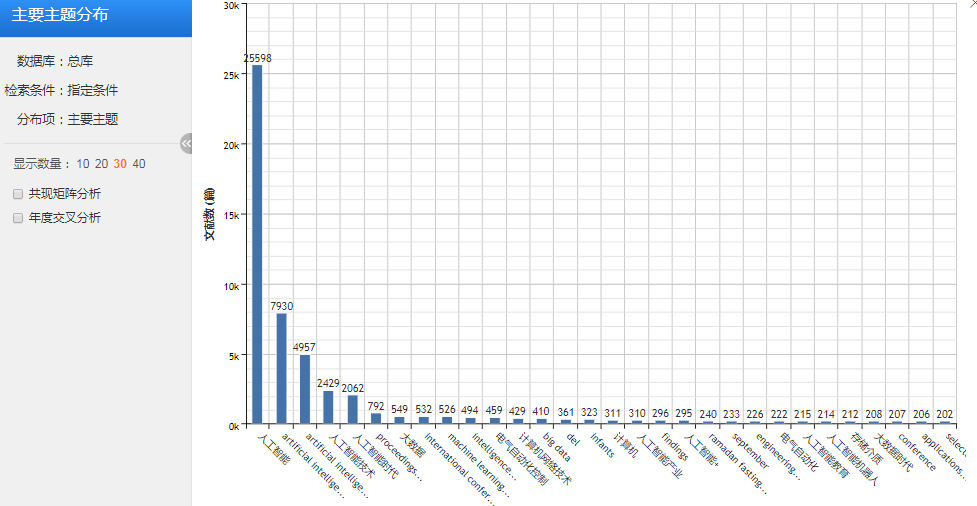 主要主题分布
数据库：总库
检索条件：指定条件
分布项：主要主题
显示数量： 10 20 30 40
共现矩阵分析
年度交叉分析
文献数 (篇)
30k
25k
20k
15k
10k
5k
0k
25598
7930
4957
2429
2062
792
549
532
526
494
459
429
410
361
323
311
310
296
295
240
233
226
222
215
214
212
208
207
206
202
人工智能
artificial intellige...
artificial intellige...
人工智能技术
人工智能时代
proceedings...
大数据
international confer...
machine learning...
intelligence...
电气自动化控制
计算机网络技术
big data
del
infants
计算机
人工智能产业
findings
人工智能+
ramadan fasting...
september
engineering...
电气自动化
人工智能教育
人工智能机器人
存储介质
大数据时代
conference
applications...
select...